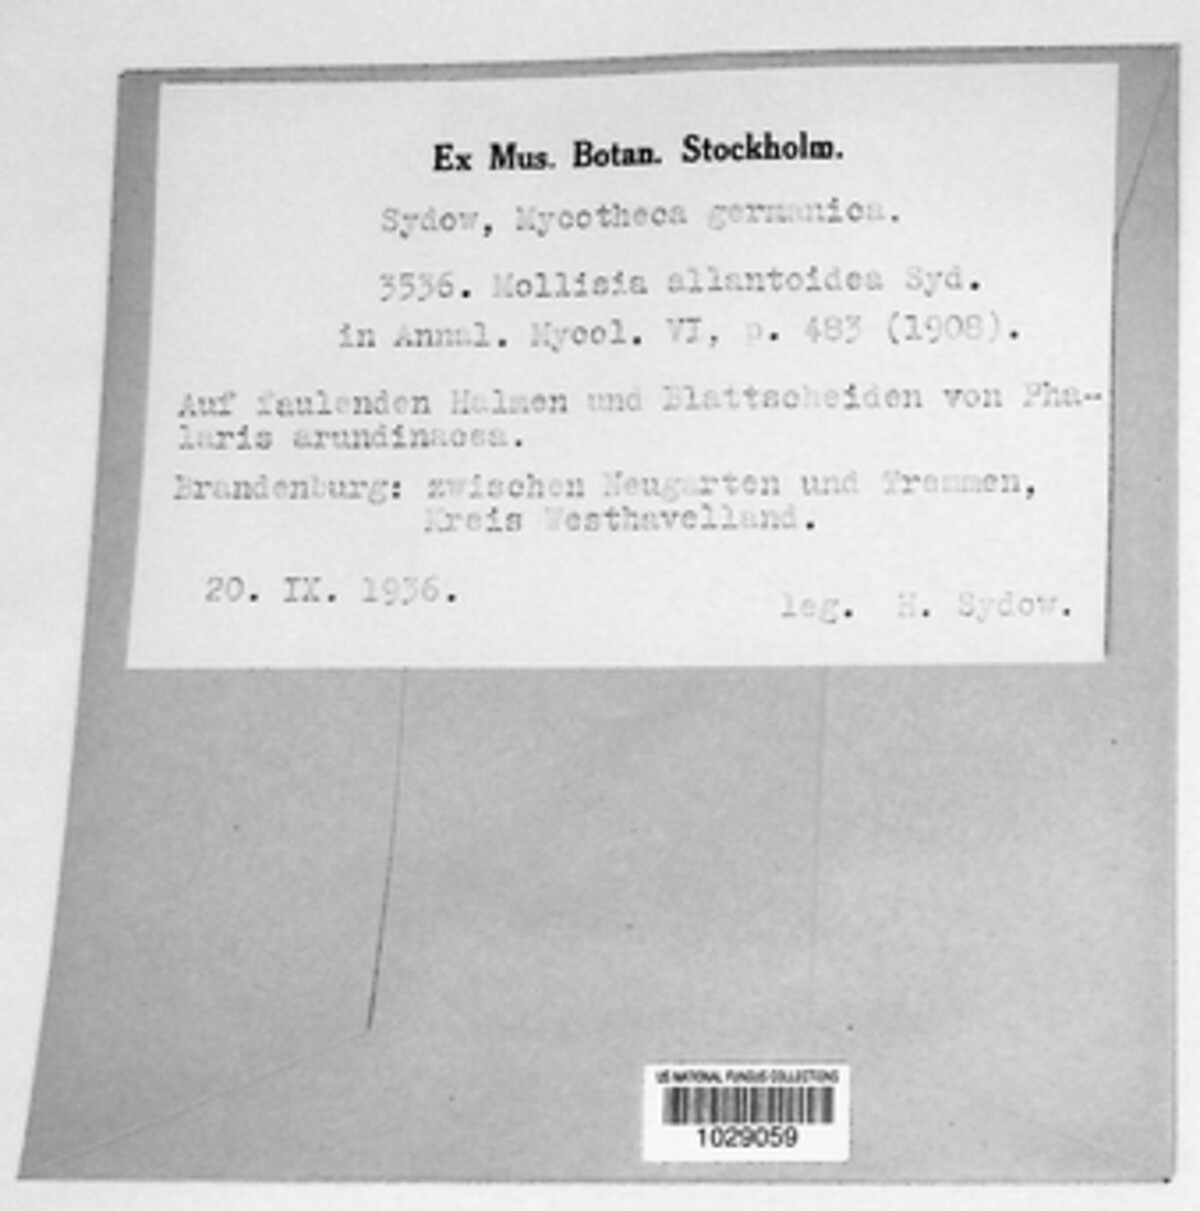 Ex Mus. Botan. Stockholm.
Sydow, Mycotheca germanica.
3536. Mollisia allantoidea Syd.
in Annal. Mycol. VI, p. 483 (1908).
Auf faulenden Halmen und Blattscheiden von Pha-
laris arundinacea.
Brandenburg: zwischen Neugarten und Tremmen,
Kreis Westhavelland.
20. IX. 1936.
leg. H. Sydow.
US NATIONAL FUNGUS COLLECTIONS
1029059